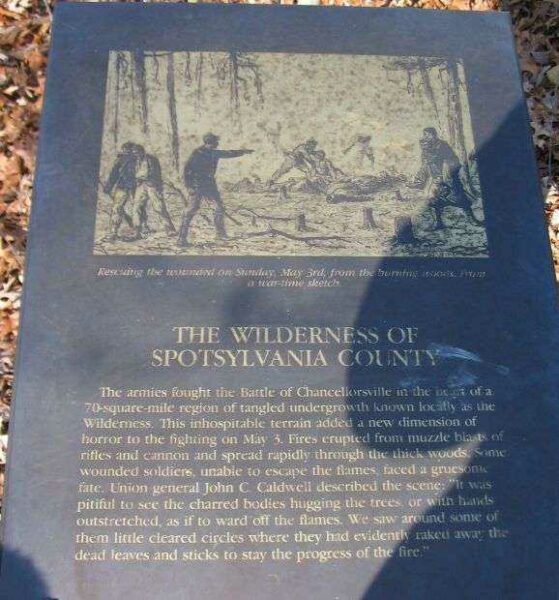 Rescuing the wounded on Sunday, May 3rd, from the burning woods. From
a war-time sketch.
THE WILDERNESS OF
SPOTSYLVANIA COUNTY
The armies fought the Battle of Chancellorsville in the heart of a
70-square-mile region of tangled undergrowth known locally as the
Wilderness. This inhospitable terrain added a new dimension of
horror to the fighting on May 3. Fires erupted from muzzle blasts of
rifles and cannon and spread rapidly through the thick woods. Some
wounded soldiers, unable to escape the flames, faced a gruesome
fate. Union general John C. Caldwell described the scene: "It was
pitiful to see the charred bodies hugging the trees, or with hands
outstretched, as if to ward off the flames. We saw around some of
them little cleared circles where they had evidently raked away the
dead leaves and sticks to stay the progress of the fire."